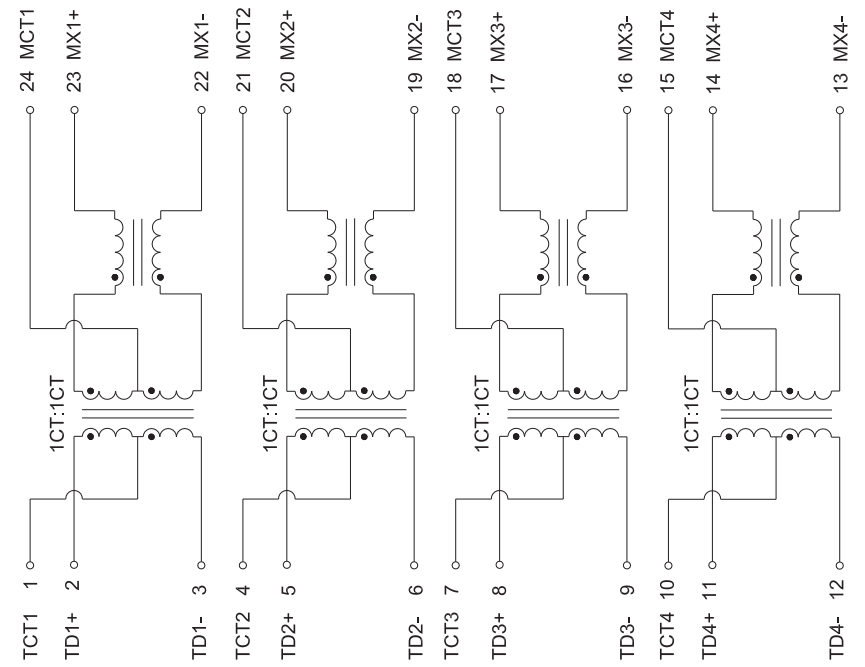 24 MCT1
23 MX1+
22 MX1-
21 MCT2
20 MX2+
19 MX2-
18 MCT3
17 MX3+
16 MX3-
15 MCT4
14 MX4+
13 MX4-
1CT:1CT
1CT:1CT
1CT:1CT
1CT:1CT
TCT1 1
TD1+ 2
TD1- 3
TCT2 4
TD2+ 5
TD2- 6
TCT3 7
TD3+ 8
TD3- 9
TCT4 10
TD4+ 11
TD4- 12